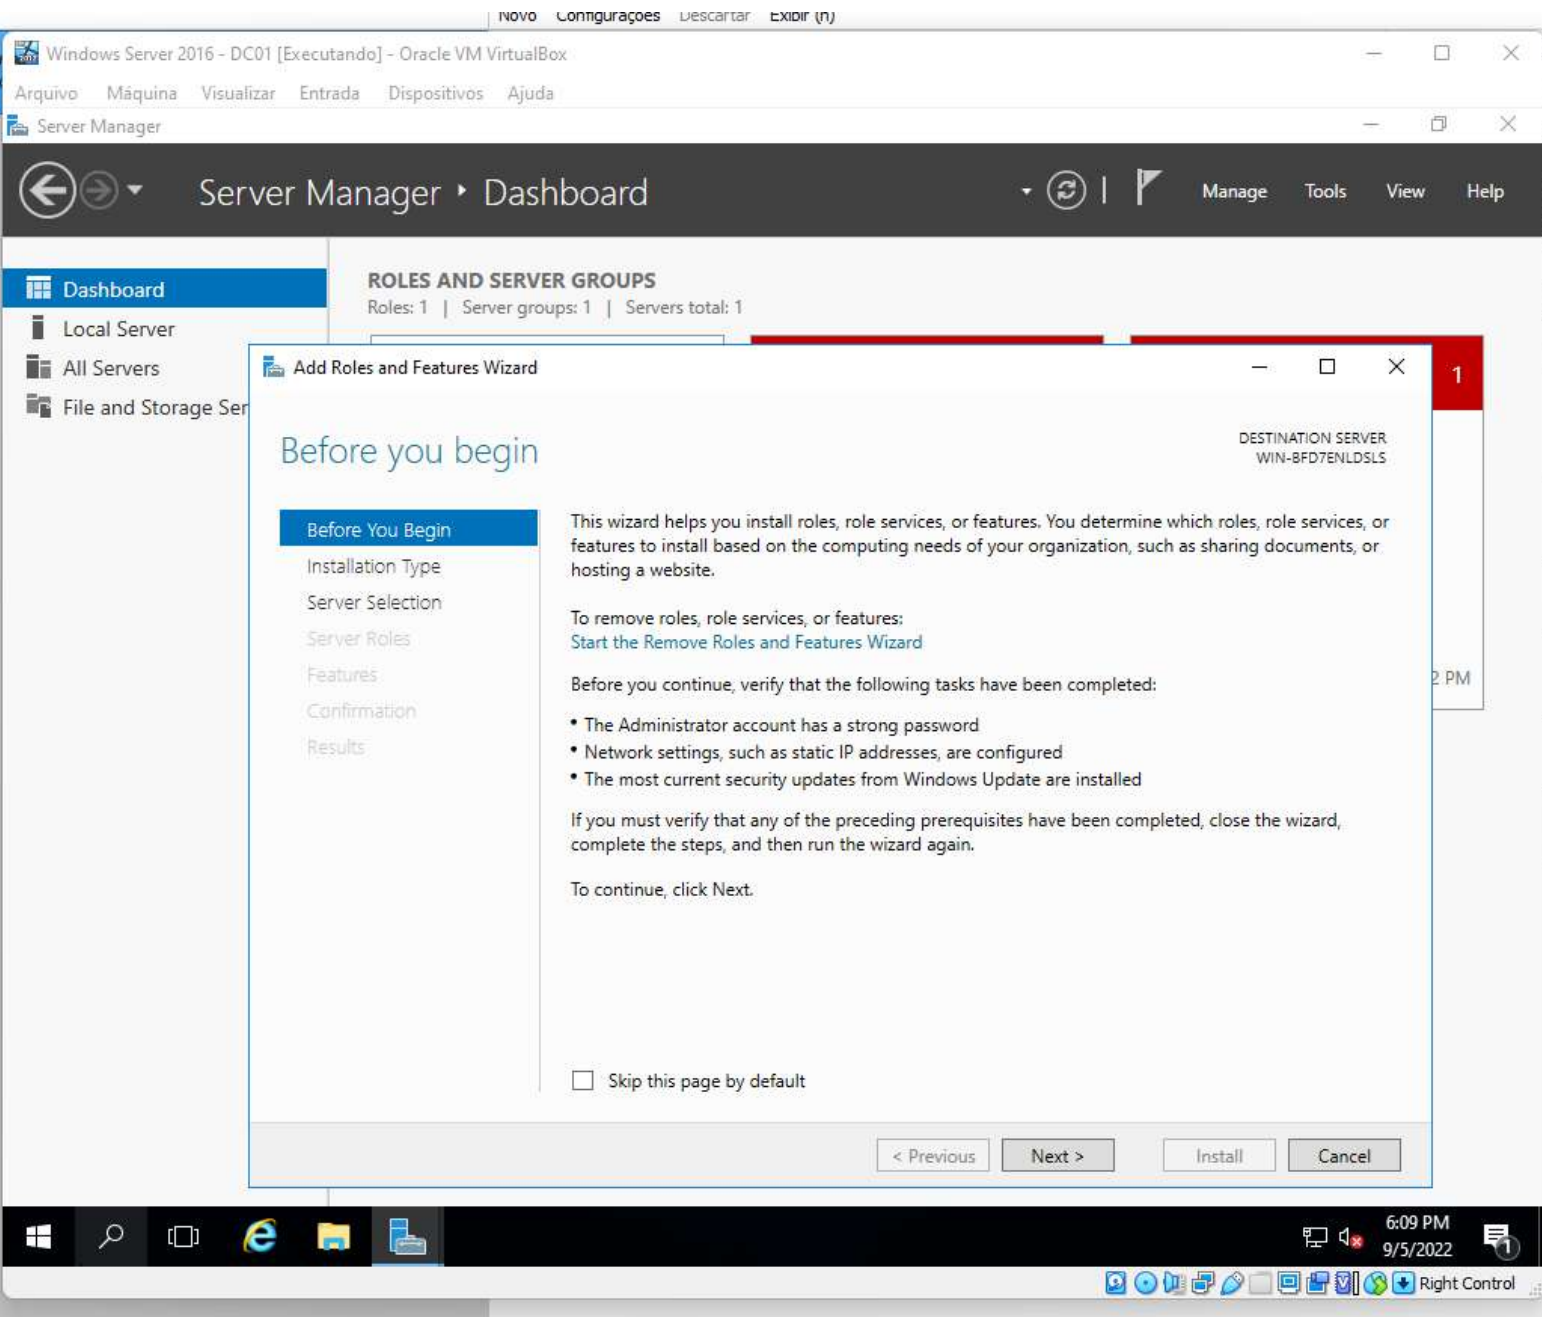 Novo Configurações Descartar Exibir (h)
Windows Server 2016 - DC01 [Executando] - Oracle VM VirtualBox
Arquivo Máquina Visualizar Entrada Dispositivos Ajuda
Server Manager
Server Manager Dashboard
Manage Tools View Help
Dashboard
Local Server
All Servers
File and Storage Ser
ROLES AND SERVER GROUPS
Roles: 1 | Server groups: 1 | Servers total: 1
1
2 PM
Add Roles and Features Wizard
Before you begin
DESTINATION SERVER
WIN-8FD7ENLDSLS
Before You Begin
Installation Type
Server Selection
Server Roles
Features
Confirmation
Results
This wizard helps you install roles, role services, or features. You determine which roles, role services, or
features to install based on the computing needs of your organization, such as sharing documents, or
hosting a website.
To remove roles, role services, or features:
Start the Remove Roles and Features Wizard
Before you continue, verify that the following tasks have been completed:
• The Administrator account has a strong password
• Network settings, such as static IP addresses, are configured
• The most current security updates from Windows Update are installed
If you must verify that any of the preceding prerequisites have been completed, close the wizard,
complete the steps, and then run the wizard again.
To continue, click Next.
Skip this page by default
< Previous Next > Install Cancel
6:09 PM
9/5/2022
1
Right Control